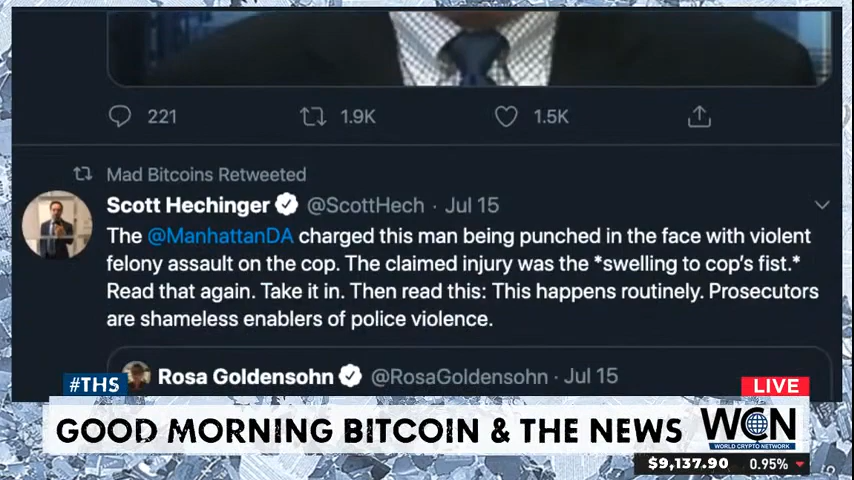 221
1.9K
1.5K
Mad Bitcoins Retweeted
Scott Hechinger @ScottHech · Jul 15
The @ManhattanDA charged this man being punched in the face with violent
felony assault on the cop. The claimed injury was the *swelling to cop's fist.*
Read that again. Take it in. Then read this: This happens routinely. Prosecutors
are shameless enablers of police violence.
Rosa Goldensohn @RosaGoldensohn · Jul 15
#THS
LIVE
GOOD MORNING BITCOIN & THE NEWS
WCN
WORLD CRYPTO NETWORK
$9,137.90 0.95%